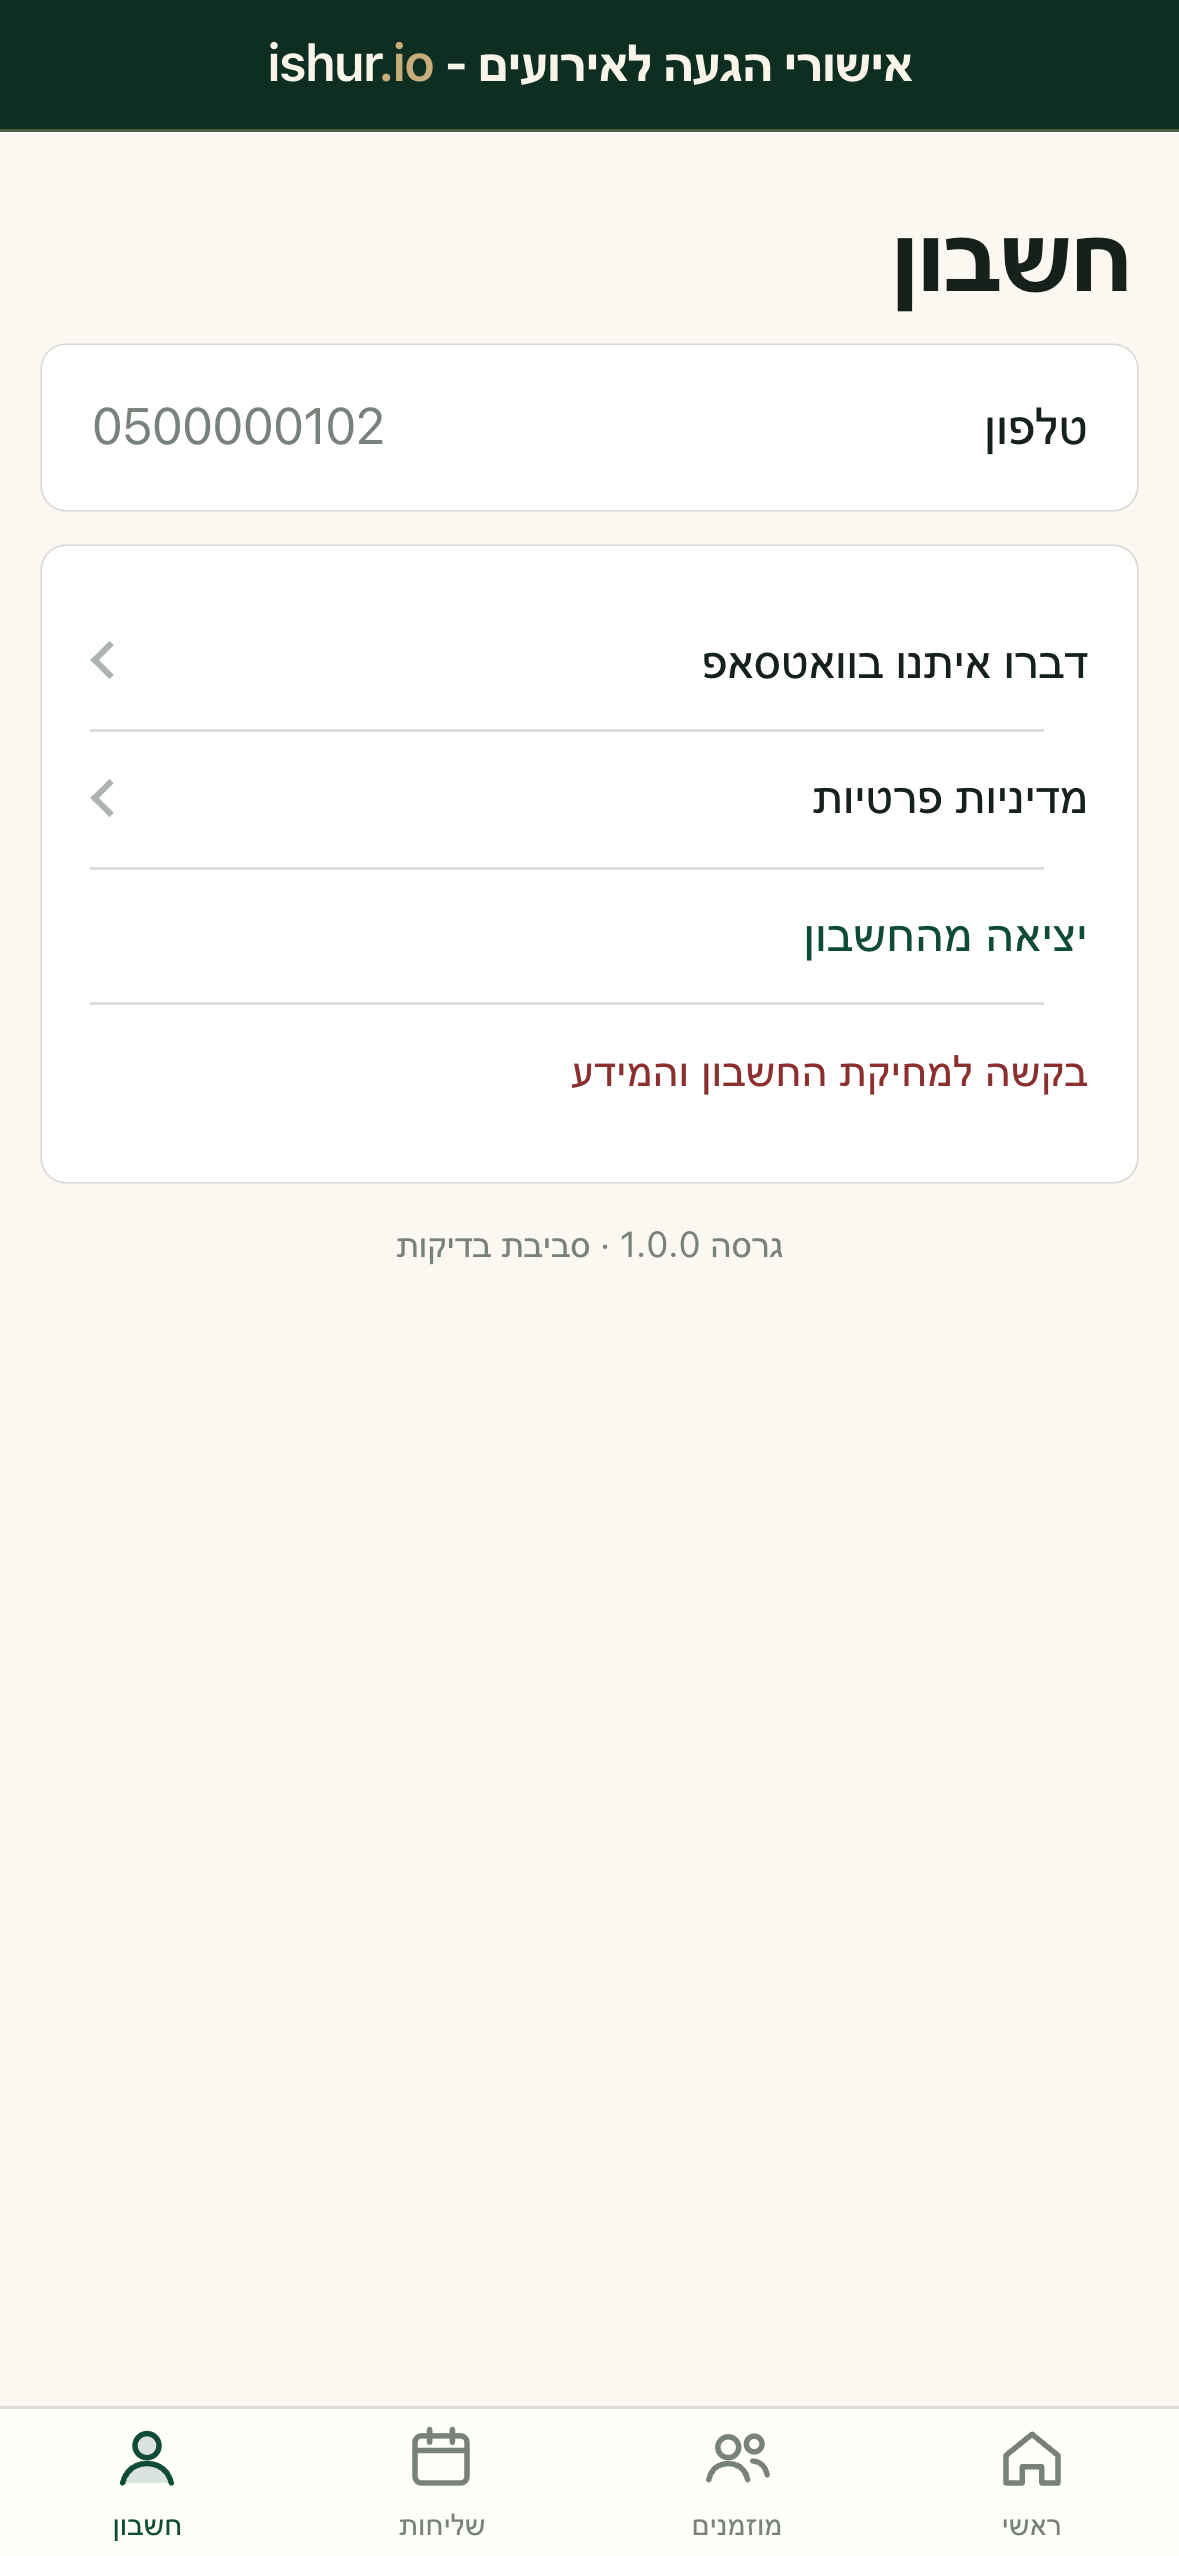 אישורי הגעה לאירועים - ishur.io
חשבון
טלפון 0500000102
דברו איתנו בוואטסאפ
מדיניות פרטיות
יציאה מהחשבון
בקשה למחיקת החשבון והמידע
גרסה 1.0.0 · סביבת בדיקות
ראשי מוזמנים שליחות חשבון